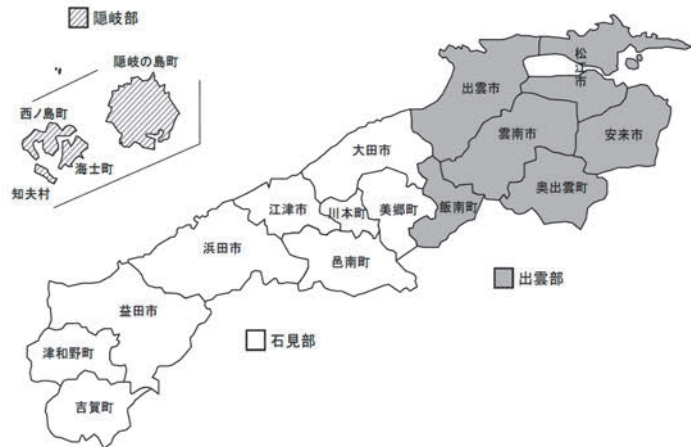 隠岐部
隠岐の島町
西ノ島町
海士町
知夫村
松江市
出雲市
雲南市
安来市
大田市
奥出雲町
飯南町
江津市
川本町
美郷町
浜田市
邑南町
出雲部
益田市
石見部
津和野町
吉賀町